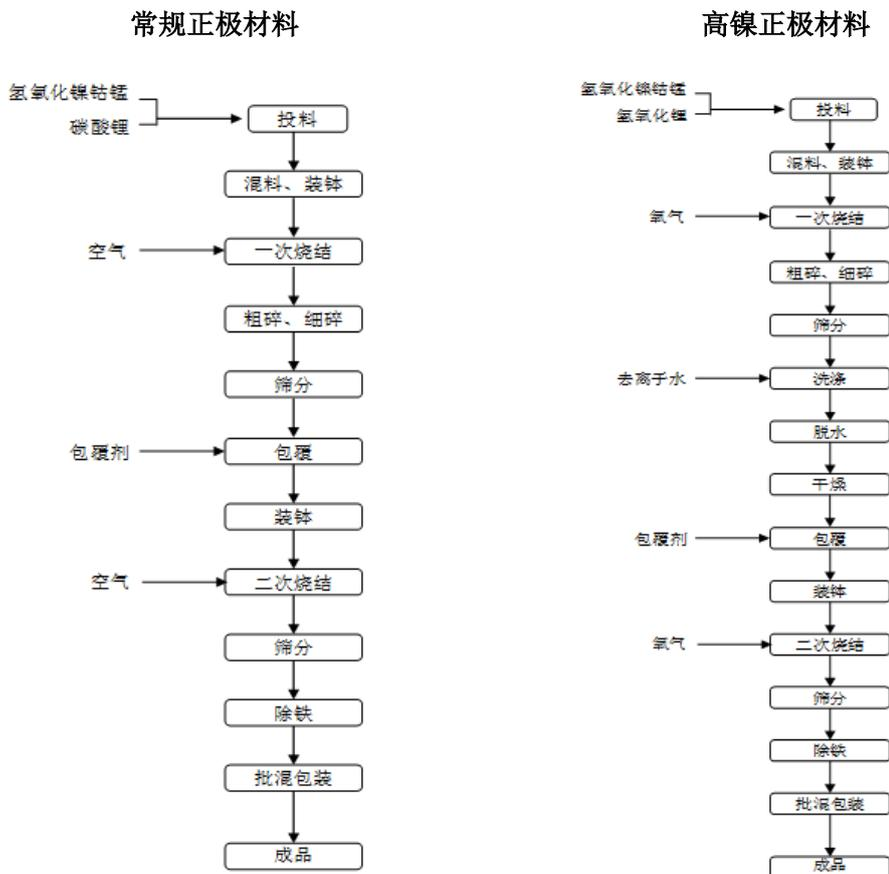 常规正极材料
氢氧化镍钴锰
碳酸锂
投料
混料、装钵
空气
一次烧结
粗碎、细碎
筛分
包覆剂
包覆
装钵
空气
二次烧结
筛分
除铁
批混包装
成品
高镍正极材料
氢氧化镍钴锰
氢氧化锂
投料
混料、装钵
氧气
一次烧结
粗碎、细碎
筛分
去离子水
洗涤
脱水
干燥
包覆剂
包覆
装钵
氧气
二次烧结
筛分
除铁
批混包装
成品